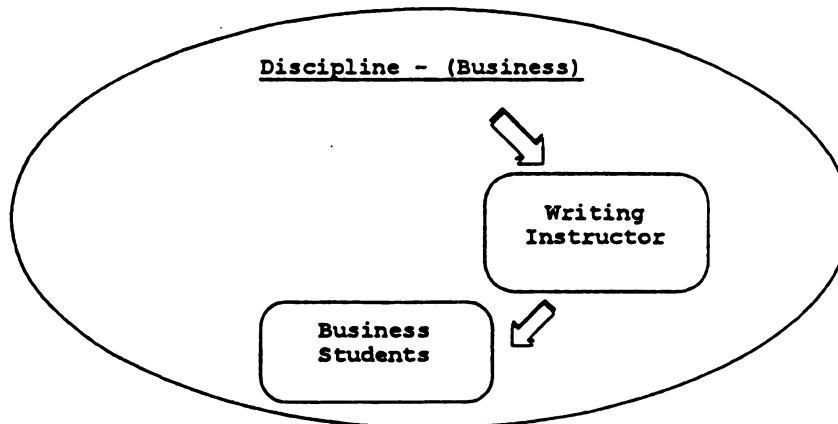 Discipline - (Business)
Writing
Instructor
Business
Students